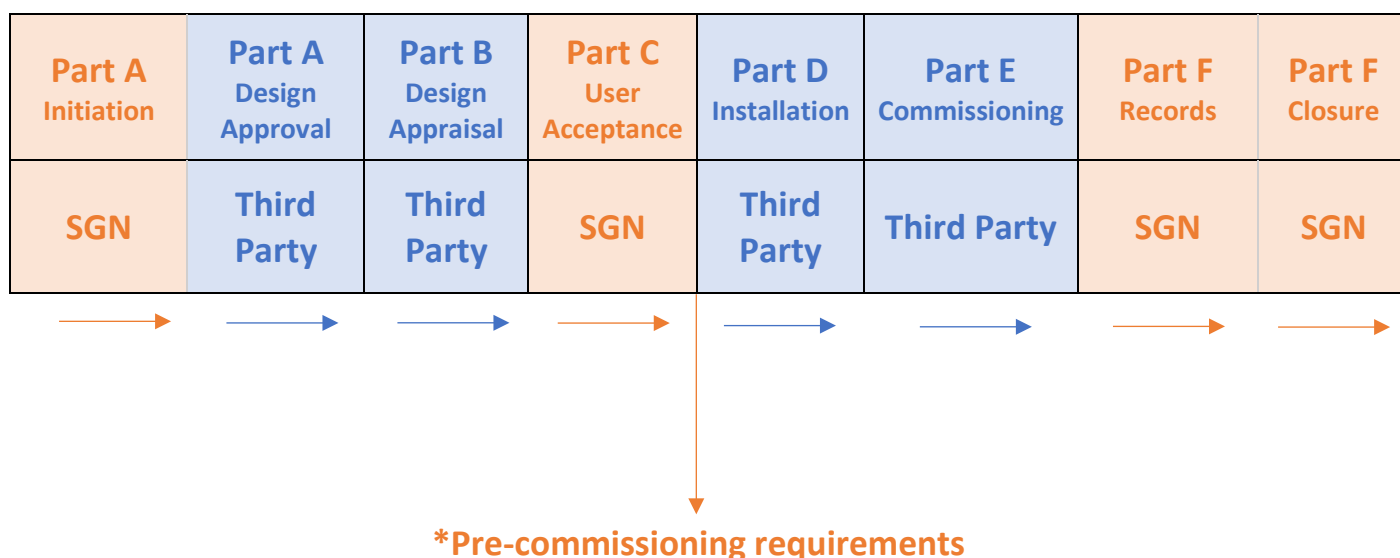 Part A
Initiation
Part A
Design
Approval
Part B
Design
Appraisal
Part C
User
Acceptance
Part D
Installation
Part E
Commissioning
Part F
Records
Part F
Closure
SGN
Third
Party
Third
Party
SGN
Third
Party
Third Party
SGN
SGN
*Pre-commissioning requirements